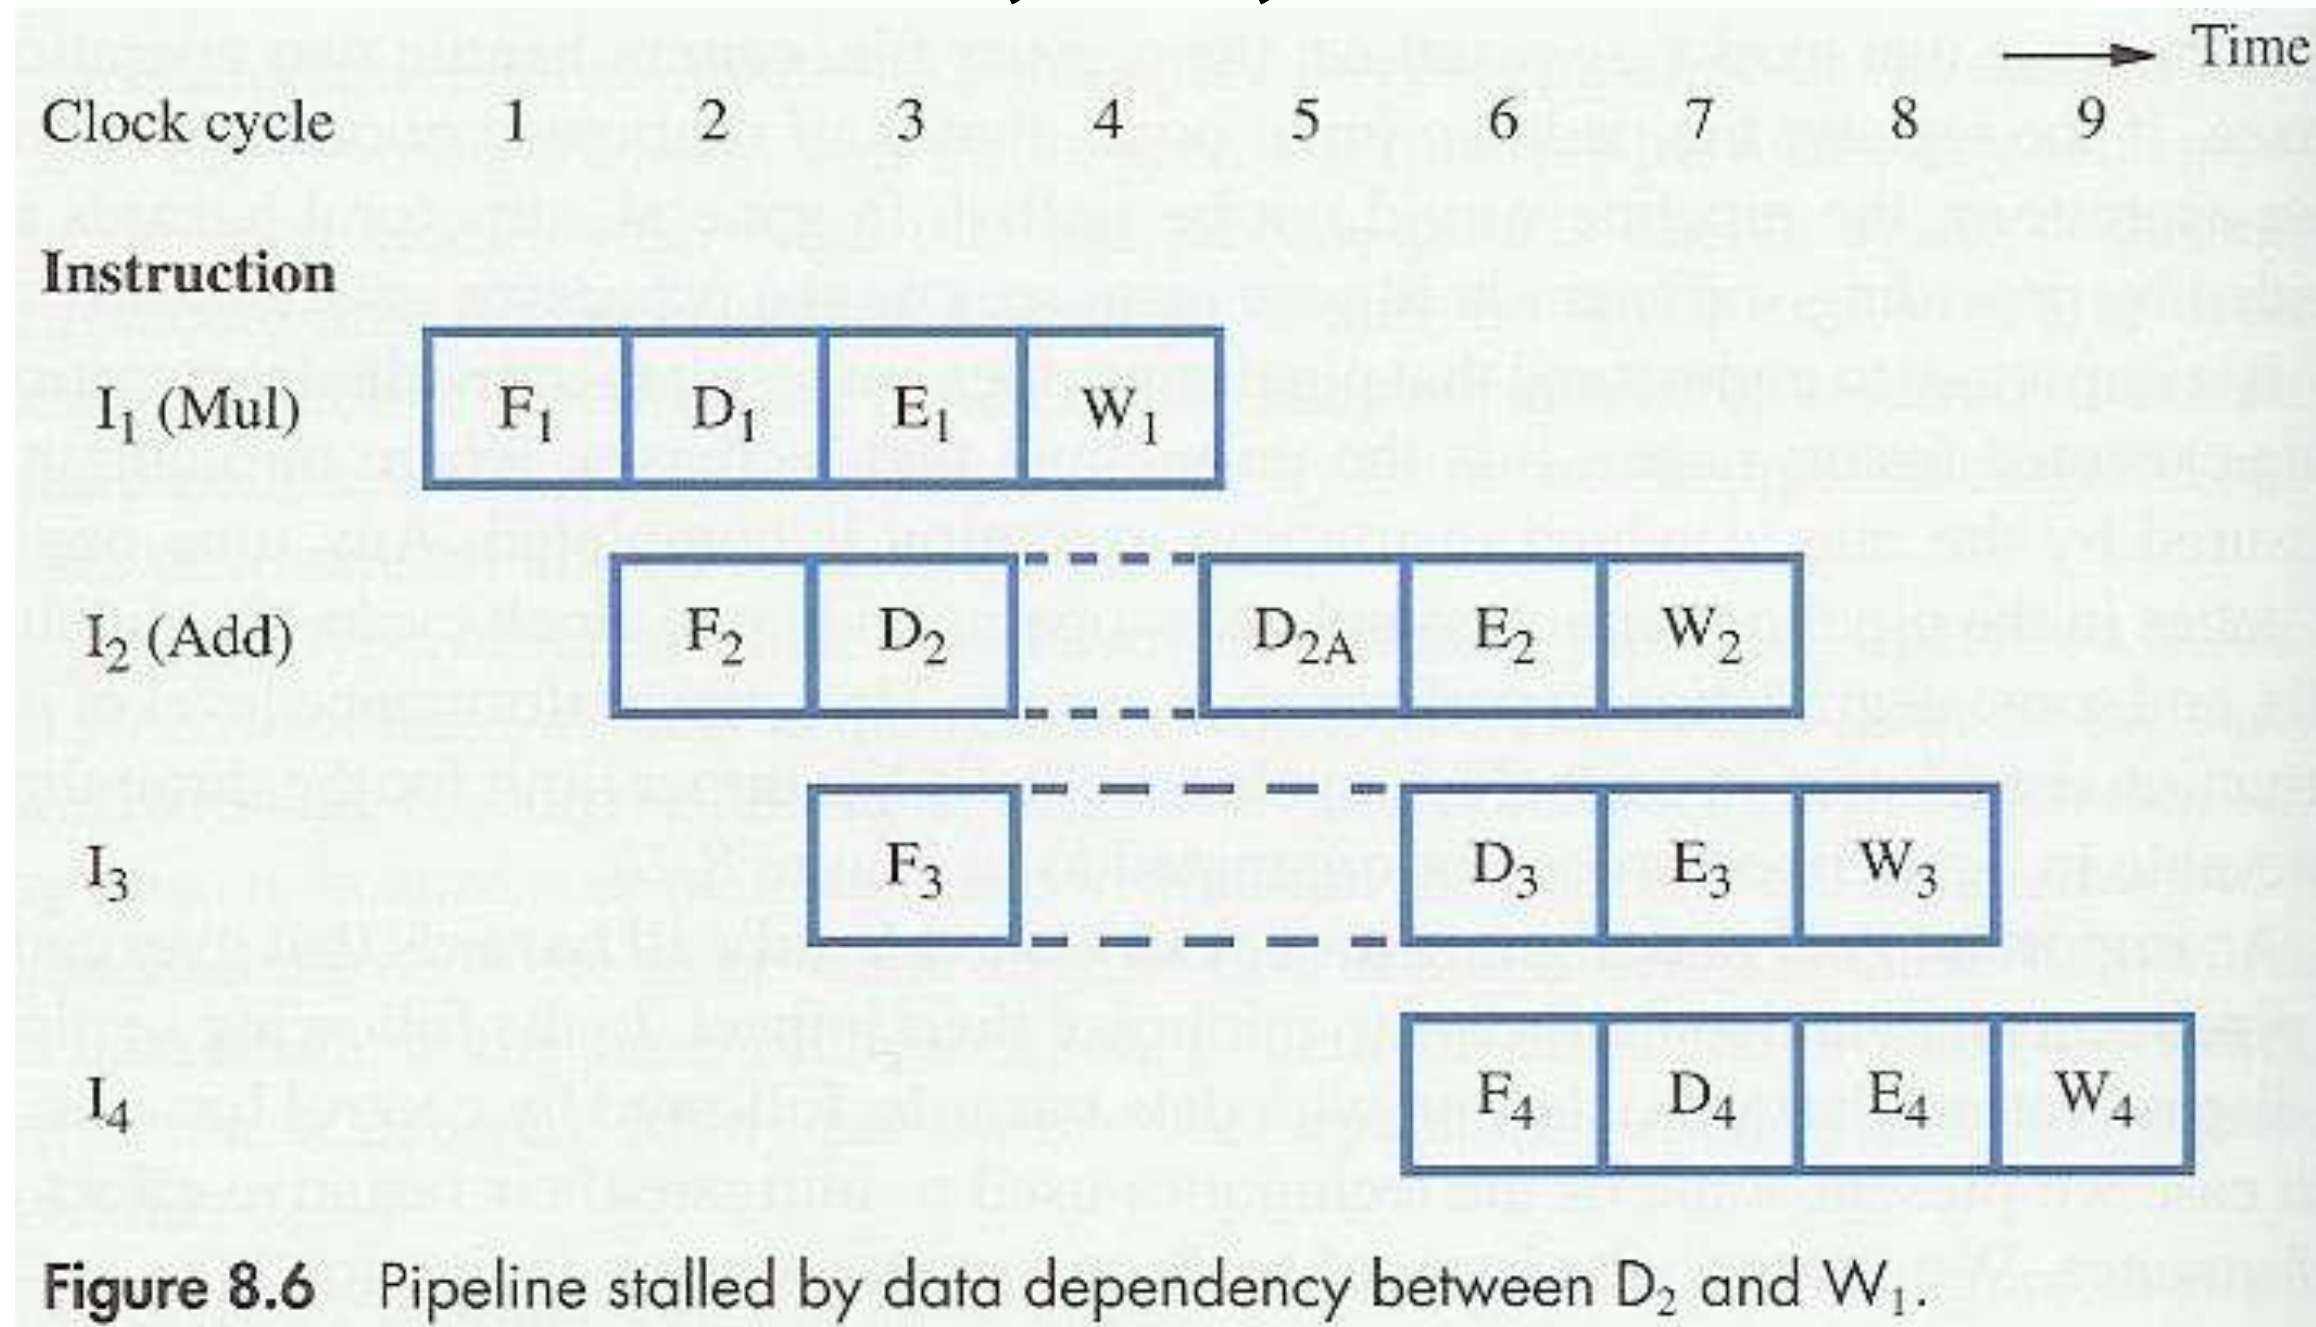 Time
Clock cycle 1 2 3 4 5 6 7 8 9
Instruction
I₁ (Mul) F₁ D₁ E₁ W₁
I₂ (Add) F₂ D₂ D₂A E₂ W₂
I₃ F₃ D₃ E₃ W₃
I₄ F₄ D₄ E₄ W₄
Figure 8.6 Pipeline stalled by data dependency between D₂ and W₁.